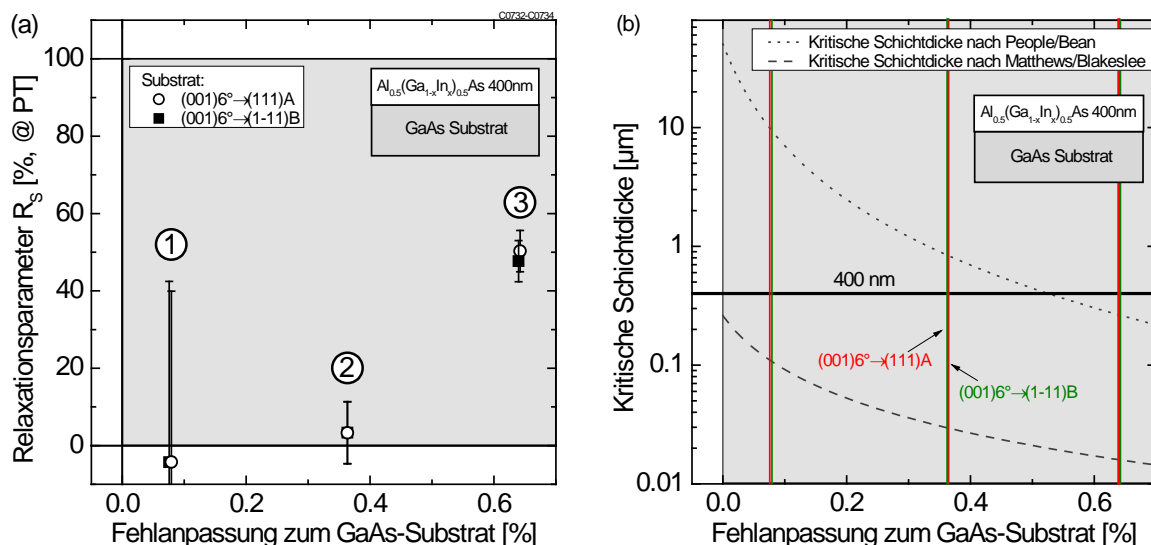 (a)
C0732-C0734
Relaxationsparameter R_S [%, @ PT]
100
80
60
40
20
0
Substrat:
(001)6°→(111)A
(001)6°→(1-11)B
Al0.5(Ga1-xInx)0.5As 400nm
GaAs Substrat
1
2
3
0.0
0.2
0.4
0.6
Fehlanpassung zum GaAs-Substrat [%]
(b)
Kritische Schichtdicke [µm]
10
1
0.1
0.01
Kritische Schichtdicke nach People/Bean
Kritische Schichtdicke nach Matthews/Blakeslee
Al0.5(Ga1-xInx)0.5As 400nm
GaAs Substrat
400 nm
(001)6°→(111)A
(001)6°→(1-11)B
0.0
0.2
0.4
0.6
Fehlanpassung zum GaAs-Substrat [%]